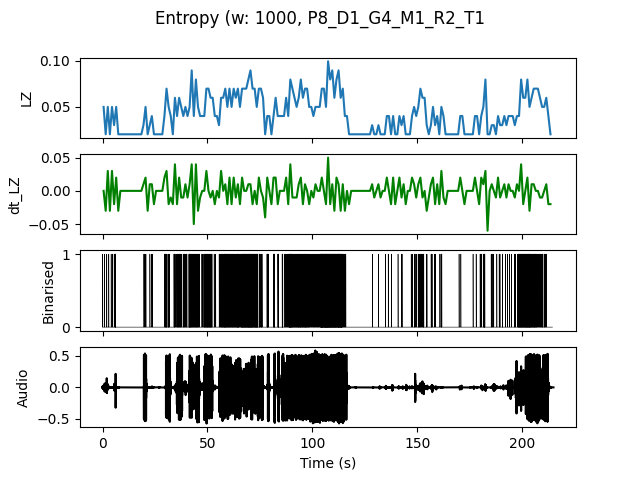 Entropy (w: 1000, P8_D1_G4_M1_R2_T1
0.10
0.05
LZ
0.05
0.00
−0.05
dt_LZ
1
0
Binarised
0.5
0.0
−0.5
Audio
0 50 100 150 200
Time (s)